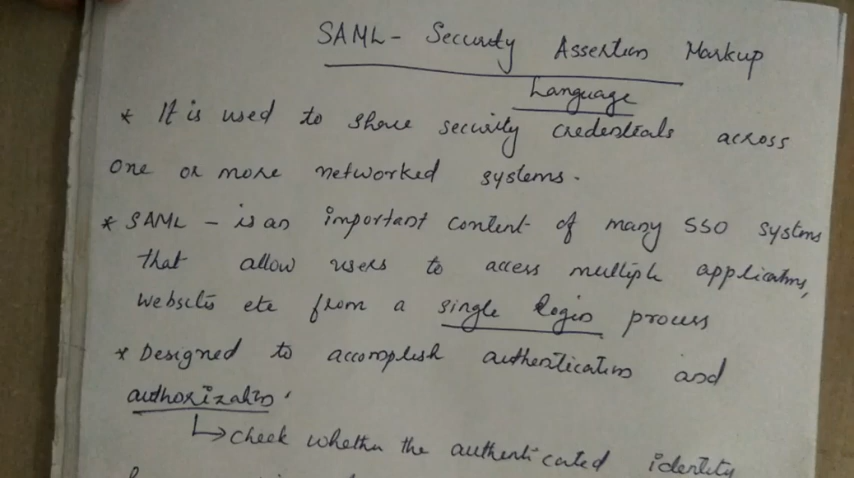 SAML - Security Assertion Markup
Language
* It is used to share security credentials across
one or more networked systems.
* SAML - is an important content of many SSO systems
that allow users to access multiple applications,
websites etc from a single login process
* Designed to accomplish authentication and
authorization.
↳ check whether the authenticated identity